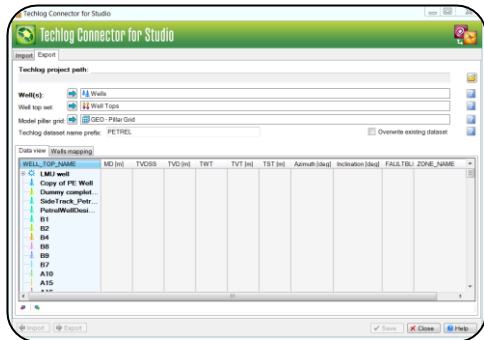 Techlog Connector for Studio
Techlog Connector for Studio
Import Export
Techlog project path:
Well(s): Wells
Well top set: Well Tops
Model pillar grid: GEO - Pillar Grid
Techlog dataset name prefix: PETREL Overwrite existing dataset
Data view Wells mapping
WELL_TOP_NAME MD [m] TVDSS TVD [m] TWT TVT [m] TST [m] Azimuth [deg] Inclination [deg] FAULTBLI ZONE_NAME
LMU well
Copy of PE Well
Dummy complet...
SideTrack_Petr...
PetrelWellDesi...
B1
B2
B4
B8
B9
B7
A10
A15
Import Export Save Close Help